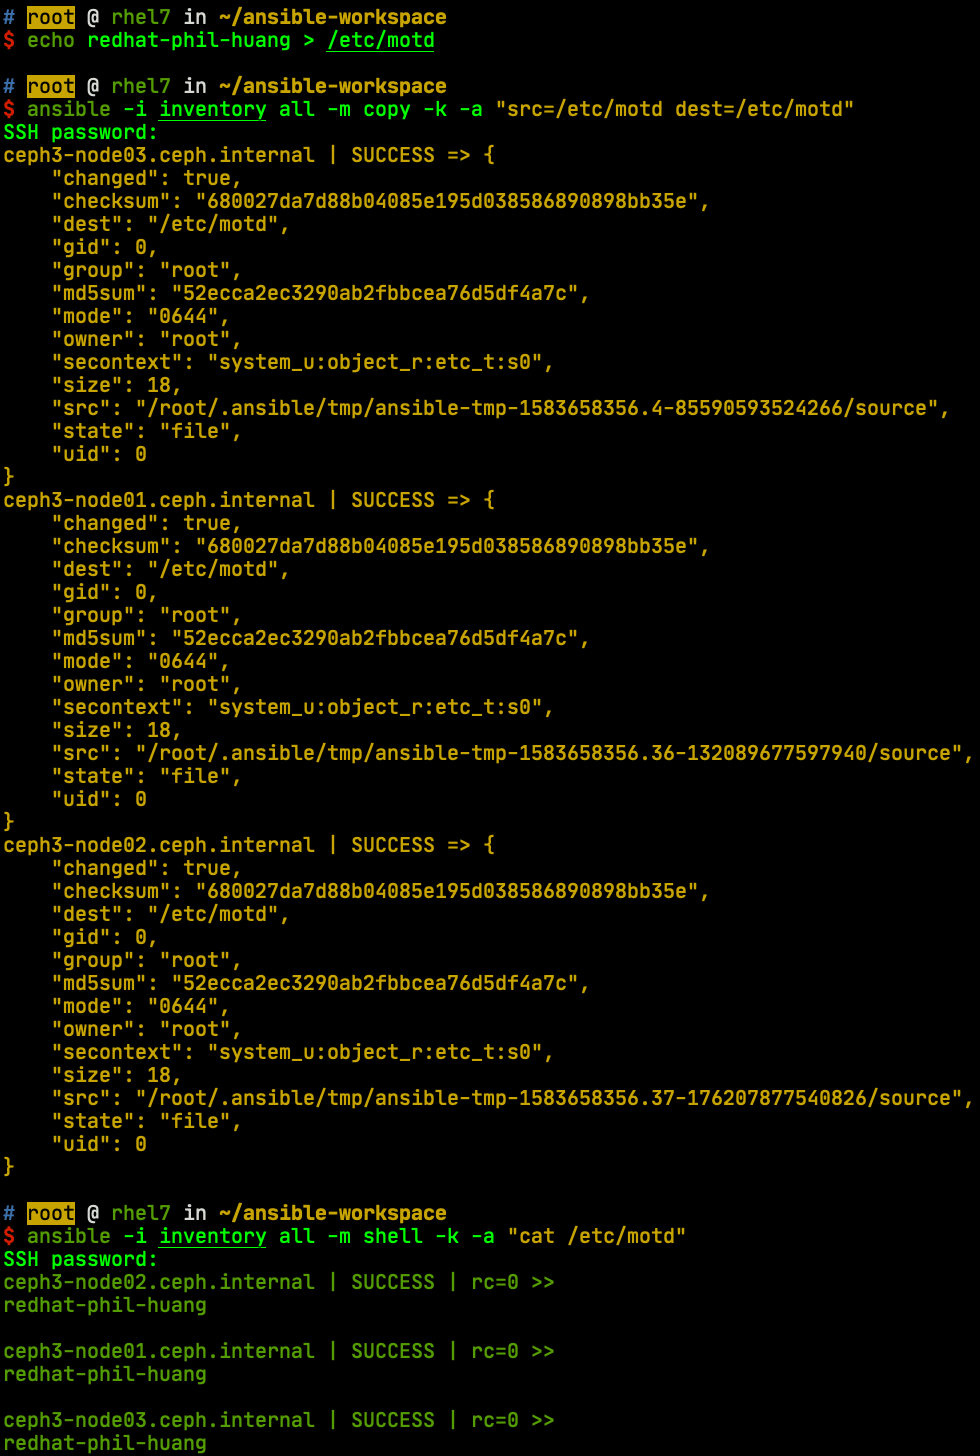 # root @ rhel7 in ~/ansible-workspace
$ echo redhat-phil-huang > /etc/motd

# root @ rhel7 in ~/ansible-workspace
$ ansible -i inventory all -m copy -k -a "src=/etc/motd dest=/etc/motd"
SSH password:
ceph3-node03.ceph.internal | SUCCESS => {
    "changed": true,
    "checksum": "680027da7d88b04085e195d038586890898bb35e",
    "dest": "/etc/motd",
    "gid": 0,
    "group": "root",
    "md5sum": "52ecca2ec3290ab2fbbcea76d5df4a7c",
    "mode": "0644",
    "owner": "root",
    "secontext": "system_u:object_r:etc_t:s0",
    "size": 18,
    "src": "/root/.ansible/tmp/ansible-tmp-1583658356.4-85590593524266/source",
    "state": "file",
    "uid": 0
}
ceph3-node01.ceph.internal | SUCCESS => {
    "changed": true,
    "checksum": "680027da7d88b04085e195d038586890898bb35e",
    "dest": "/etc/motd",
    "gid": 0,
    "group": "root",
    "md5sum": "52ecca2ec3290ab2fbbcea76d5df4a7c",
    "mode": "0644",
    "owner": "root",
    "secontext": "system_u:object_r:etc_t:s0",
    "size": 18,
    "src": "/root/.ansible/tmp/ansible-tmp-1583658356.36-132089677597940/source",
    "state": "file",
    "uid": 0
}
ceph3-node02.ceph.internal | SUCCESS => {
    "changed": true,
    "checksum": "680027da7d88b04085e195d038586890898bb35e",
    "dest": "/etc/motd",
    "gid": 0,
    "group": "root",
    "md5sum": "52ecca2ec3290ab2fbbcea76d5df4a7c",
    "mode": "0644",
    "owner": "root",
    "secontext": "system_u:object_r:etc_t:s0",
    "size": 18,
    "src": "/root/.ansible/tmp/ansible-tmp-1583658356.37-176207877540826/source",
    "state": "file",
    "uid": 0
}

# root @ rhel7 in ~/ansible-workspace
$ ansible -i inventory all -m shell -k -a "cat /etc/motd"
SSH password:
ceph3-node02.ceph.internal | SUCCESS | rc=0 >>
redhat-phil-huang

ceph3-node01.ceph.internal | SUCCESS | rc=0 >>
redhat-phil-huang

ceph3-node03.ceph.internal | SUCCESS | rc=0 >>
redhat-phil-huang